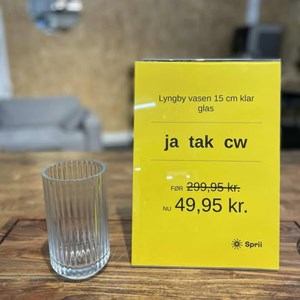 Lyngby vasen 15 cm klar
glas
ja tak cw
FØR 299,95 kr.
NU 49,95 kr.
Sprii